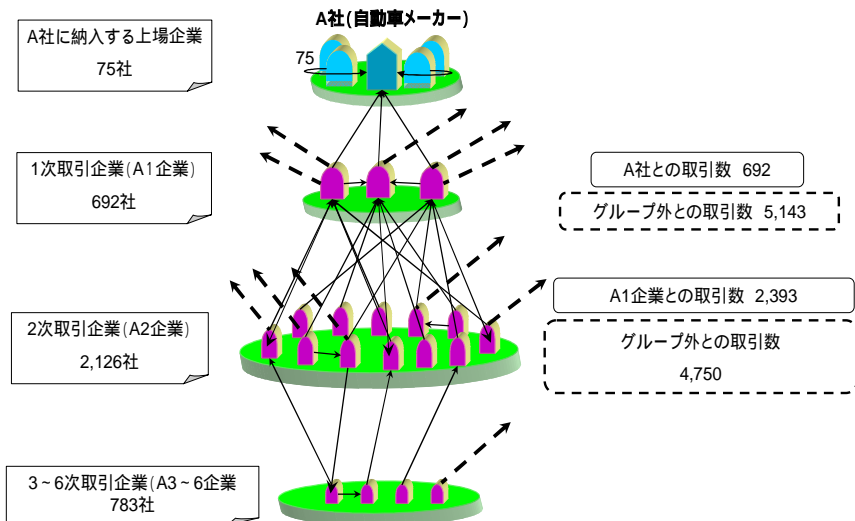 A社(自動車メーカー)
A社に納入する上場企業
75社
75
1次取引企業(A1企業)
692社
A社との取引数 692
グループ外との取引数 5,143
2次取引企業(A2企業)
2,126社
A1企業との取引数 2,393
グループ外との取引数
4,750
3~6次取引企業(A3~6企業
783社